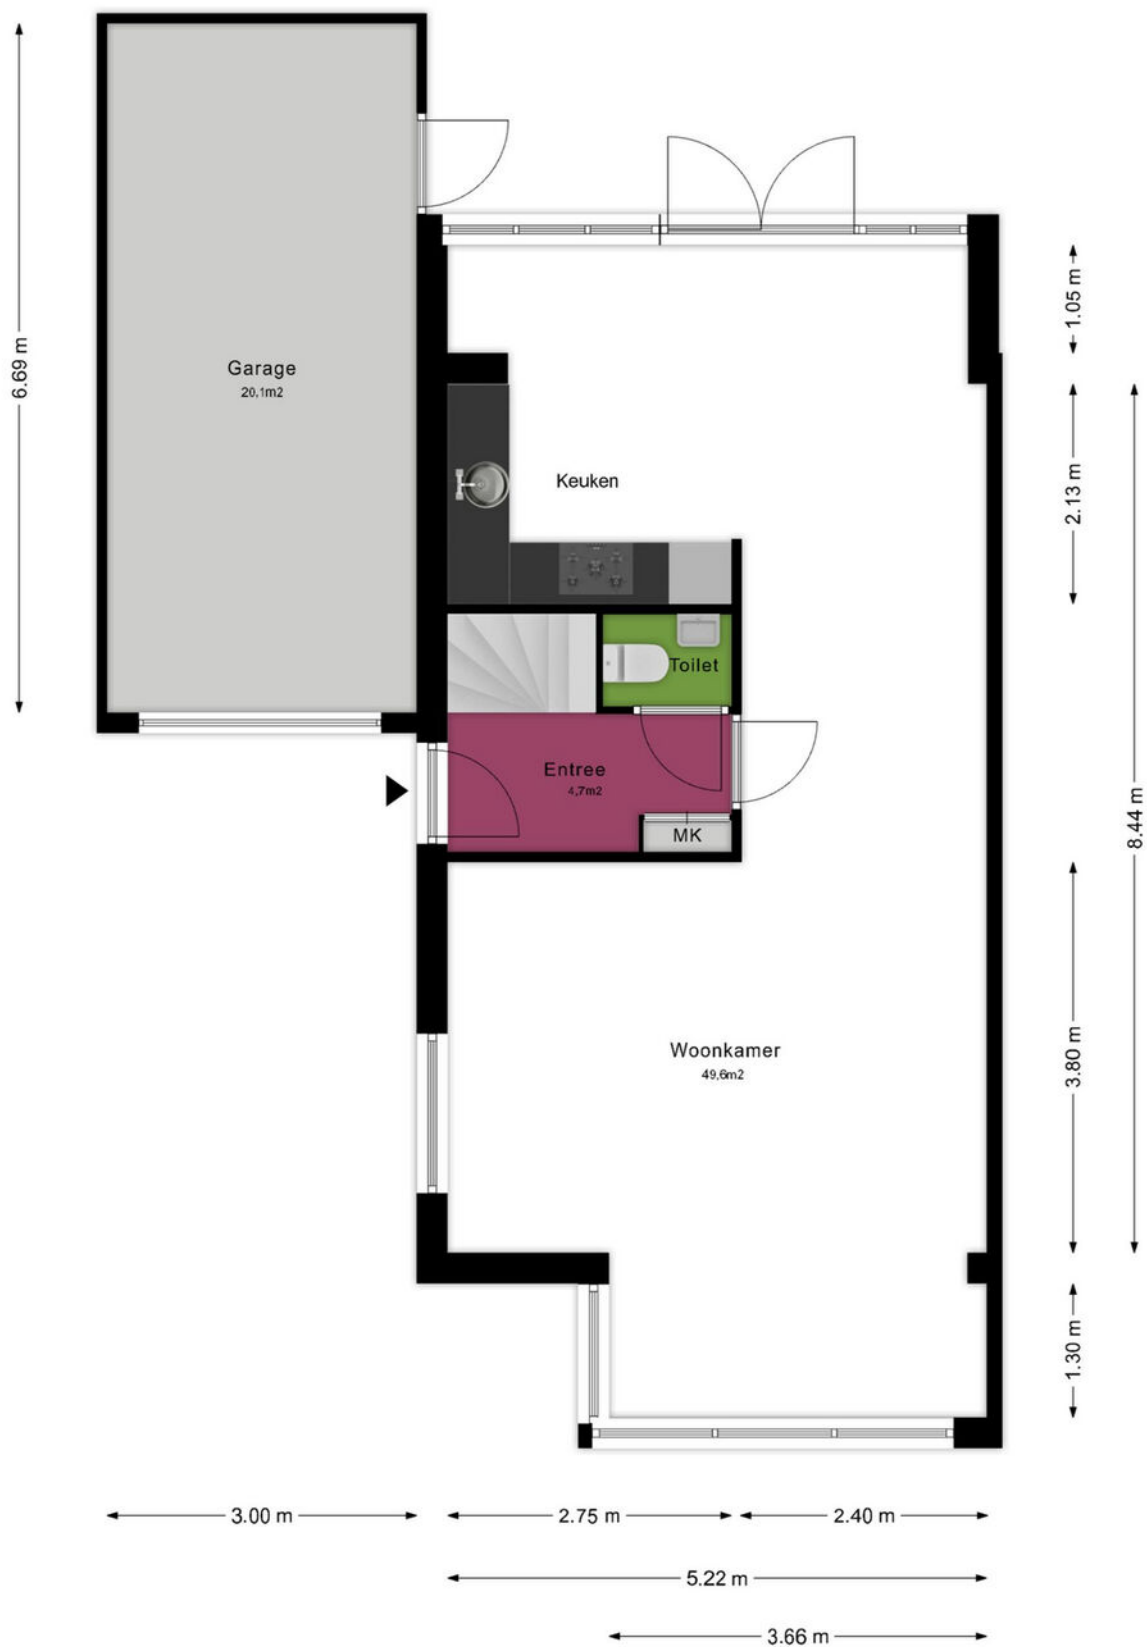 6.69 m
1.05 m
Garage
20,1m2
Keuken
2.13 m
Toilet
Entree
4,7m2
MK
8.44 m
Woonkamer
49,6m2
3.80 m
1.30 m
3.00 m
2.75 m
2.40 m
5.22 m
3.66 m